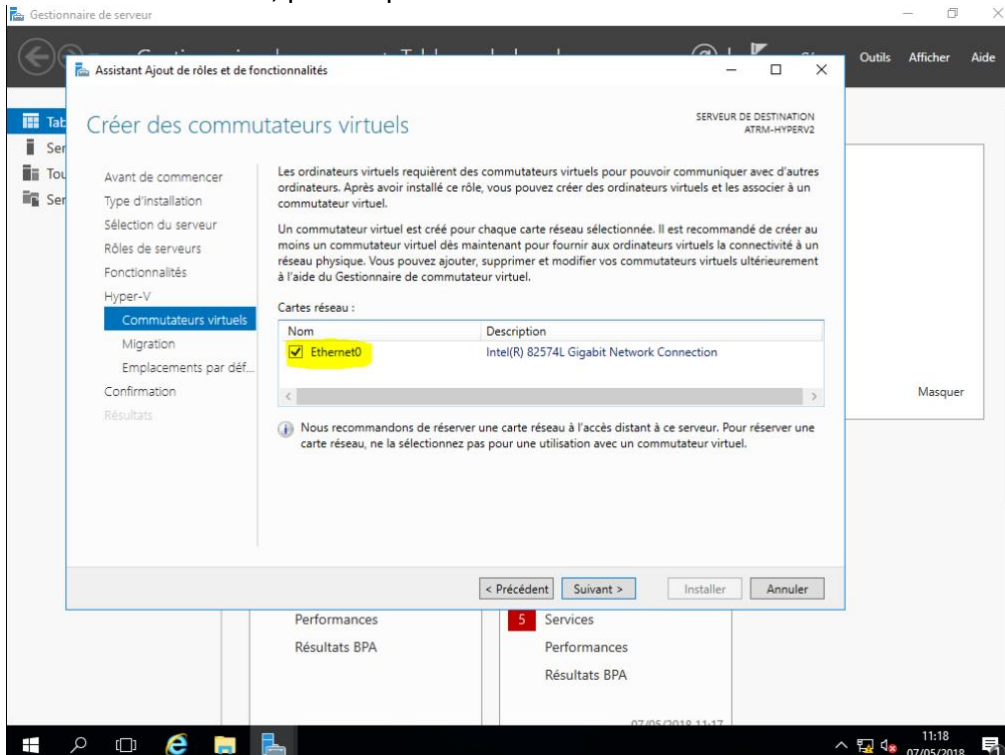 Gestionnaire de serveur
Outils Afficher Aide
Assistant Ajout de rôles et de fonctionnalités
Créer des commutateurs virtuels
SERVEUR DE DESTINATION
ATRM-HYPERV2
Tab
Ser
Tou
Ser
Avant de commencer
Type d'installation
Sélection du serveur
Rôles de serveurs
Fonctionnalités
Hyper-V
Commutateurs virtuels
Migration
Emplacements par déf...
Confirmation
Résultats
Les ordinateurs virtuels requièrent des commutateurs virtuels pour pouvoir communiquer avec d'autres
ordinateurs. Après avoir installé ce rôle, vous pouvez créer des ordinateurs virtuels et les associer à un
commutateur virtuel.
Un commutateur virtuel est créé pour chaque carte réseau sélectionnée. Il est recommandé de créer au
moins un commutateur virtuel dès maintenant pour fournir aux ordinateurs virtuels la connectivité à un
réseau physique. Vous pouvez ajouter, supprimer et modifier vos commutateurs virtuels ultérieurement
à l'aide du Gestionnaire de commutateur virtuel.
Cartes réseau :
Nom Description
Ethernet0 Intel(R) 82574L Gigabit Network Connection
Nous recommandons de réserver une carte réseau à l'accès distant à ce serveur. Pour réserver une
carte réseau, ne la sélectionnez pas pour une utilisation avec un commutateur virtuel.
Masquer
< Précédent Suivant > Installer Annuler
Performances
Résultats BPA
5 Services
Performances
Résultats BPA
07/05/2018 11:17
11:18
07/05/2018